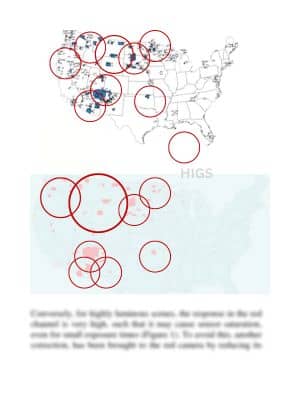 HIGS
Conversely, for highly luminous scenes, the response in the red
channel is very high, such that it may cause sensor saturation,
even for small exposure times (Figure 1). To avoid this, another
correction, has been brought to the red camera by reducing its